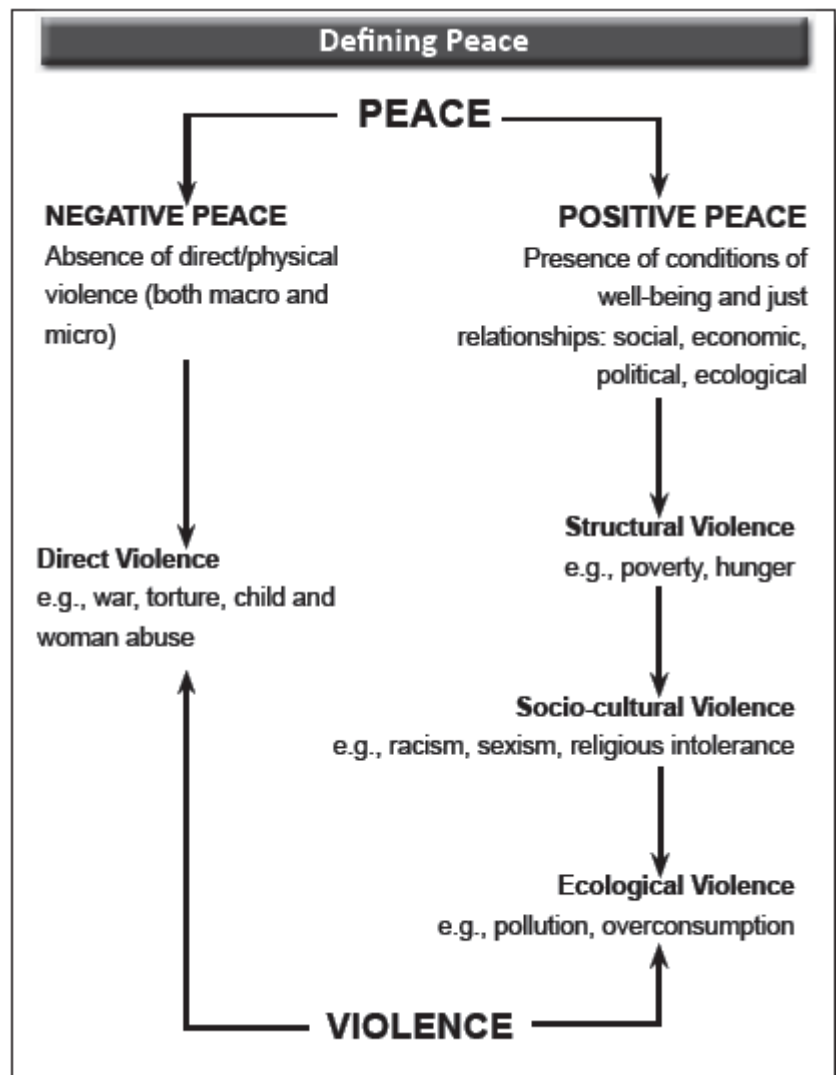 Defining Peace
PEACE
NEGATIVE PEACE
Absence of direct/physical
violence (both macro and
micro)
POSITIVE PEACE
Presence of conditions of
well-being and just
relationships: social, economic,
political, ecological
Direct Violence
e.g., war, torture, child and
woman abuse
Structural Violence
e.g., poverty, hunger
Socio-cultural Violence
e.g., racism, sexism, religious intolerance
Ecological Violence
e.g., pollution, overconsumption
VIOLENCE